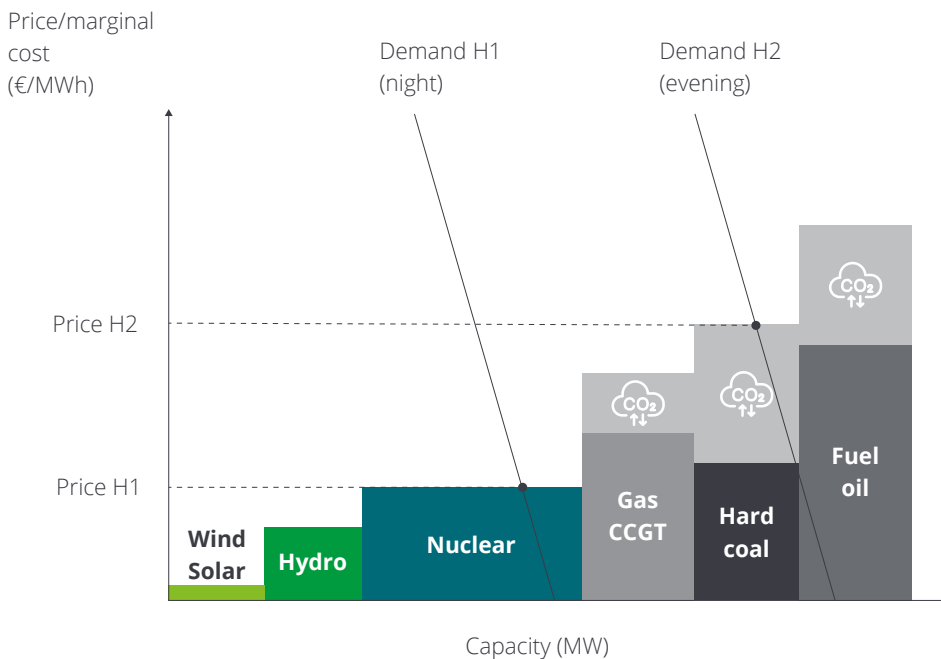 Price/marginal
cost
(€/MWh)
Demand H1
(night)
Demand H2
(evening)
CO₂
Price H2
CO₂
CO₂
Price H1
Wind
Solar
Hydro
Nuclear
Gas
CCGT
Hard
coal
Fuel
oil
Capacity (MW)